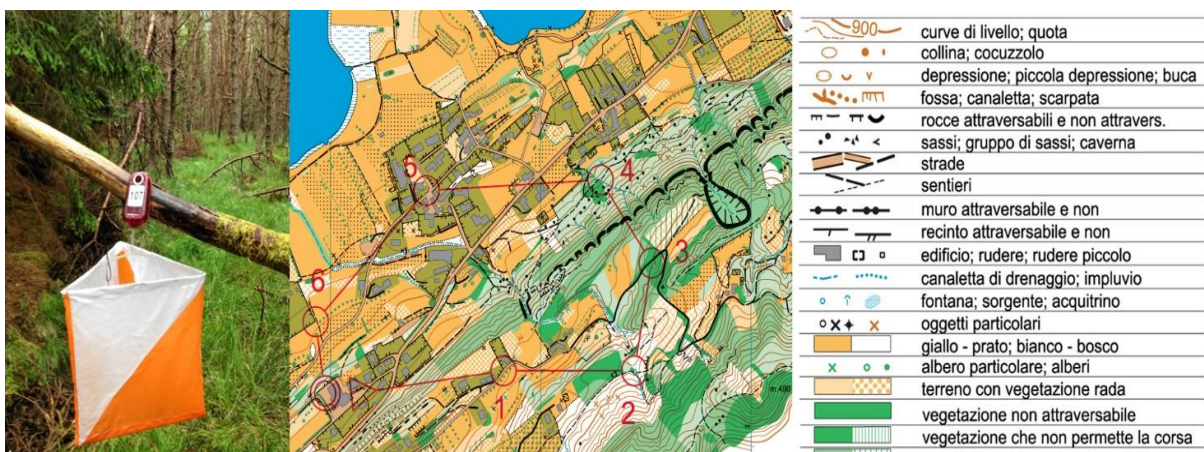 107
5
4
3
6
1
2
m 490
900
curve di livello; quota
collina; cocuzzolo
depressione; piccola depressione; buca
fossa; canaletta; scarpata
rocce attraversabili e non attravers.
sassi; gruppo di sassi; caverna
strade
sentieri
muro attraversabile e non
recinto attraversabile e non
edificio; rudere; rudere piccolo
canaletta di drenaggio; impluvio
fontana; sorgente; acquitrino
oggetti particolari
giallo - prato; bianco - bosco
albero particolare; alberi
terreno con vegetazione rada
vegetazione non attraversabile
vegetazione che non permette la corsa